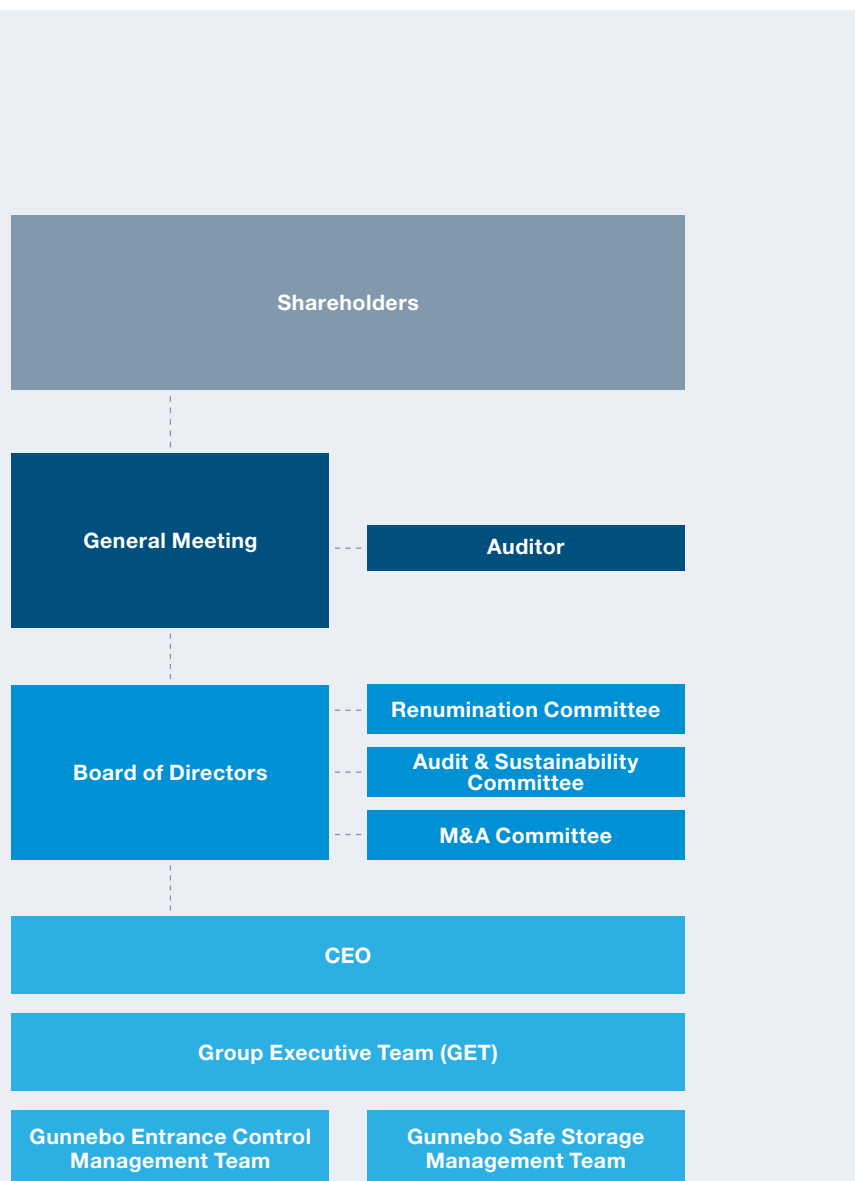 Shareholders
General Meeting
Auditor
Renumination Committee
Board of Directors
Audit & Sustainability
Committee
M&A Committee
CEO
Group Executive Team (GET)
Gunnebo Entrance Control
Management Team
Gunnebo Safe Storage
Management Team